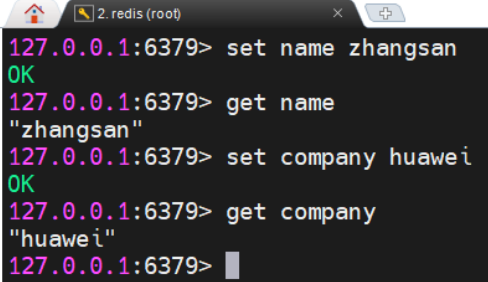 2. redis (root)
127.0.0.1:6379> set name zhangsan
OK
127.0.0.1:6379> get name
"zhangsan"
127.0.0.1:6379> set company huawei
OK
127.0.0.1:6379> get company
"huawei"
127.0.0.1:6379>